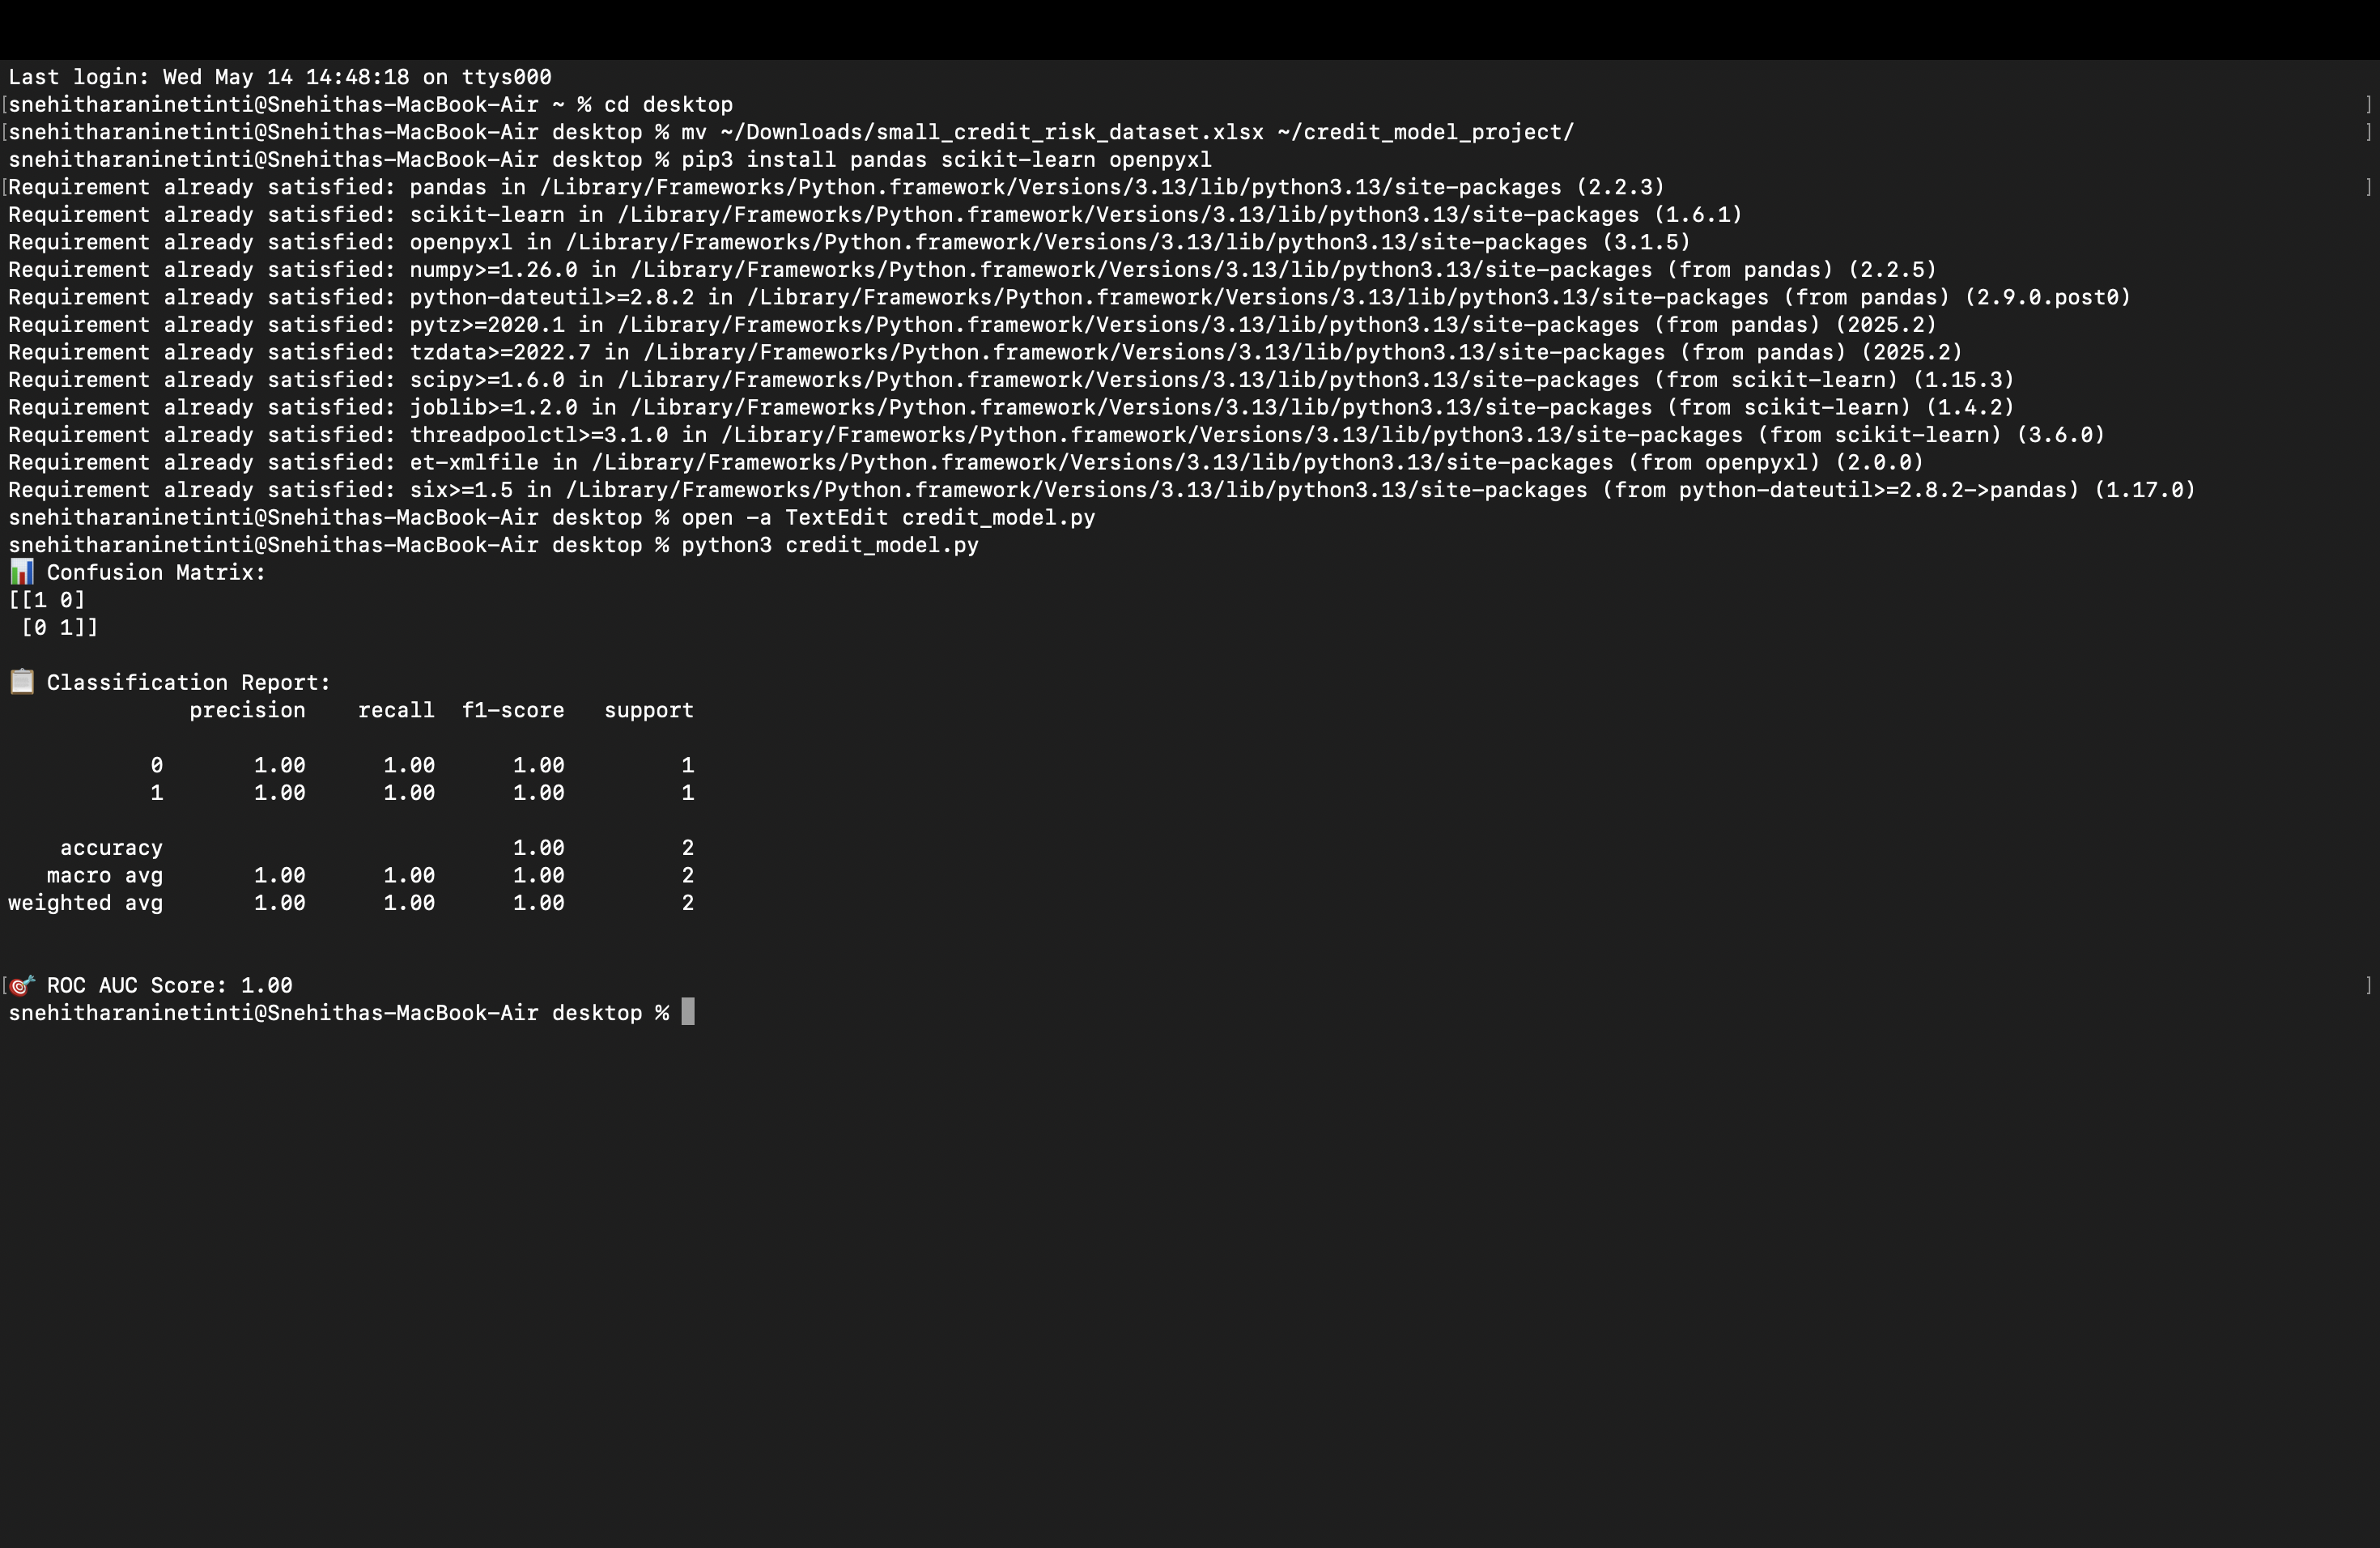 Last login: Wed May 14 14:48:18 on ttys000
[snehitharaninetinti@Snehithas-MacBook-Air ~ % cd desktop ]
[snehitharaninetinti@Snehithas-MacBook-Air desktop % mv ~/Downloads/small_credit_risk_dataset.xlsx ~/credit_model_project/ ]
snehitharaninetinti@Snehithas-MacBook-Air desktop % pip3 install pandas scikit-learn openpyxl
[Requirement already satisfied: pandas in /Library/Frameworks/Python.framework/Versions/3.13/lib/python3.13/site-packages (2.2.3) ]
Requirement already satisfied: scikit-learn in /Library/Frameworks/Python.framework/Versions/3.13/lib/python3.13/site-packages (1.6.1)
Requirement already satisfied: openpyxl in /Library/Frameworks/Python.framework/Versions/3.13/lib/python3.13/site-packages (3.1.5)
Requirement already satisfied: numpy>=1.26.0 in /Library/Frameworks/Python.framework/Versions/3.13/lib/python3.13/site-packages (from pandas) (2.2.5)
Requirement already satisfied: python-dateutil>=2.8.2 in /Library/Frameworks/Python.framework/Versions/3.13/lib/python3.13/site-packages (from pandas) (2.9.0.post0)
Requirement already satisfied: pytz>=2020.1 in /Library/Frameworks/Python.framework/Versions/3.13/lib/python3.13/site-packages (from pandas) (2025.2)
Requirement already satisfied: tzdata>=2022.7 in /Library/Frameworks/Python.framework/Versions/3.13/lib/python3.13/site-packages (from pandas) (2025.2)
Requirement already satisfied: scipy>=1.6.0 in /Library/Frameworks/Python.framework/Versions/3.13/lib/python3.13/site-packages (from scikit-learn) (1.15.3)
Requirement already satisfied: joblib>=1.2.0 in /Library/Frameworks/Python.framework/Versions/3.13/lib/python3.13/site-packages (from scikit-learn) (1.4.2)
Requirement already satisfied: threadpoolctl>=3.1.0 in /Library/Frameworks/Python.framework/Versions/3.13/lib/python3.13/site-packages (from scikit-learn) (3.6.0)
Requirement already satisfied: et-xmlfile in /Library/Frameworks/Python.framework/Versions/3.13/lib/python3.13/site-packages (from openpyxl) (2.0.0)
Requirement already satisfied: six>=1.5 in /Library/Frameworks/Python.framework/Versions/3.13/lib/python3.13/site-packages (from python-dateutil>=2.8.2->pandas) (1.17.0)
snehitharaninetinti@Snehithas-MacBook-Air desktop % open -a TextEdit credit_model.py
snehitharaninetinti@Snehithas-MacBook-Air desktop % python3 credit_model.py
📊 Confusion Matrix:
[[1 0]
 [0 1]]
📋 Classification Report:
precision recall f1-score support
0 1.00 1.00 1.00 1
1 1.00 1.00 1.00 1
accuracy 1.00 2
macro avg 1.00 1.00 1.00 2
weighted avg 1.00 1.00 1.00 2
[🎯 ROC AUC Score: 1.00 ]
snehitharaninetinti@Snehithas-MacBook-Air desktop %